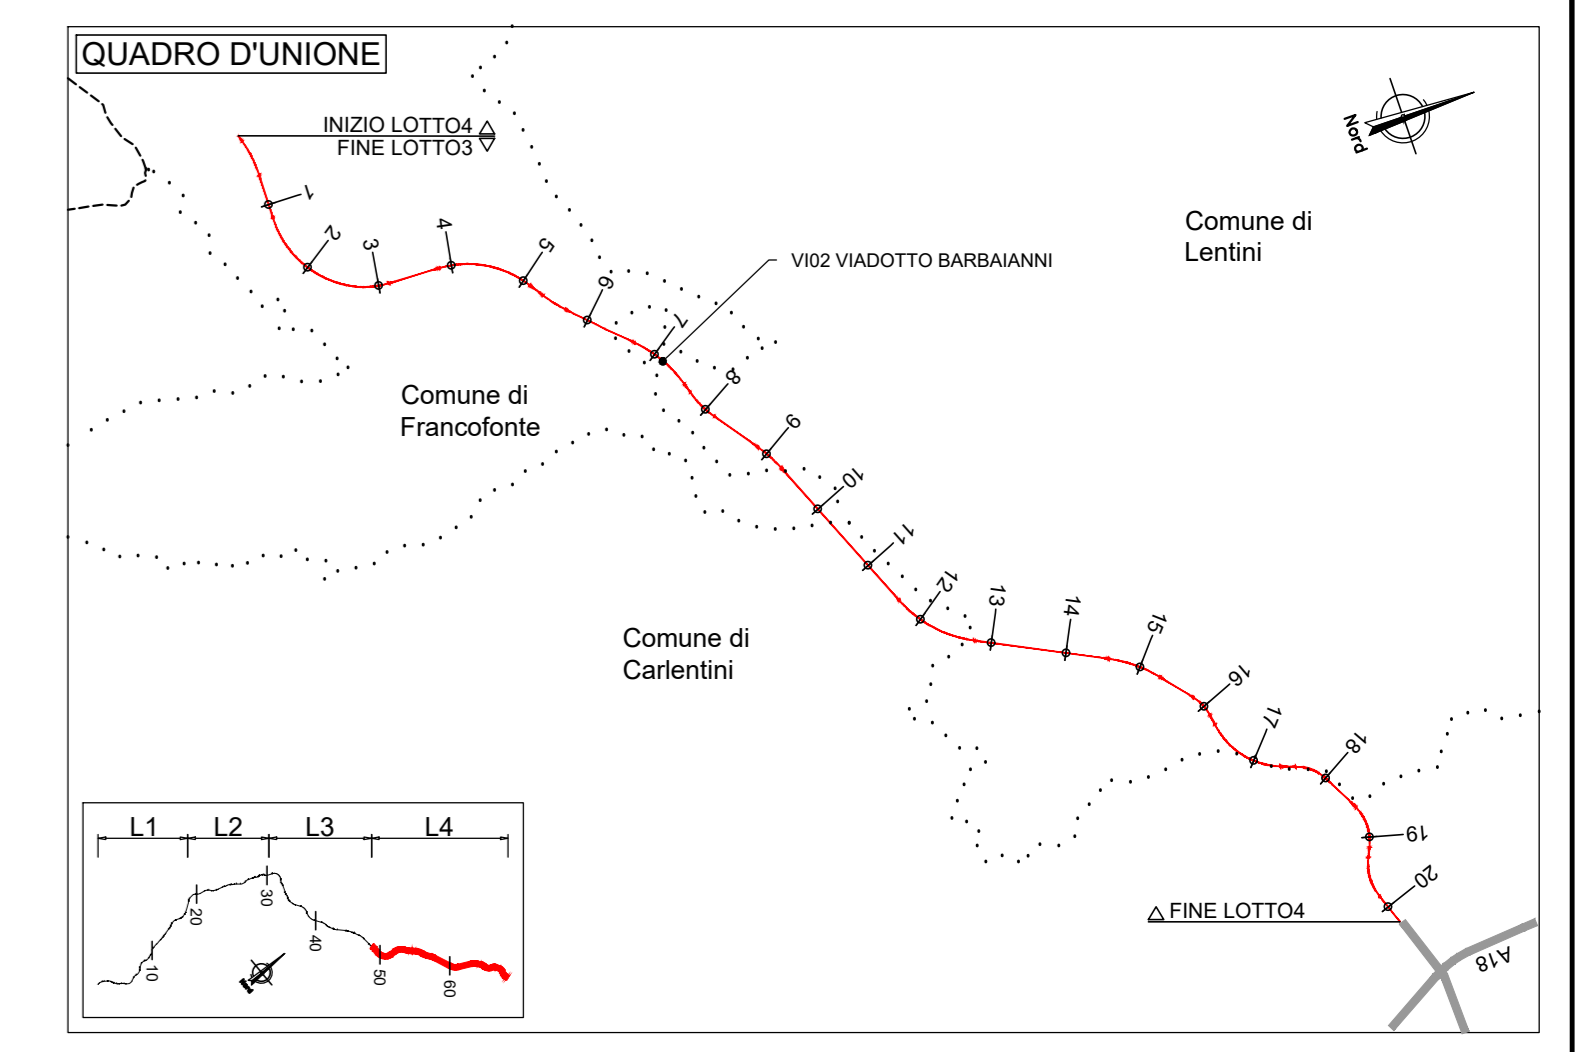 QUADRO D'UNIONE
INIZIO LOTTO4
FINE LOTTO3
Nord
Comune di
Lentini
VI02 VIADOTTO BARBAIANNI
1
2
3
4
5
6
7
8
9
10
11
12
13
14
15
16
17
18
19
20
Comune di
Francofonte
Comune di
Carlentini
FINE LOTTO4
A18
L1
L2
L3
L4
10
20
30
40
50
60